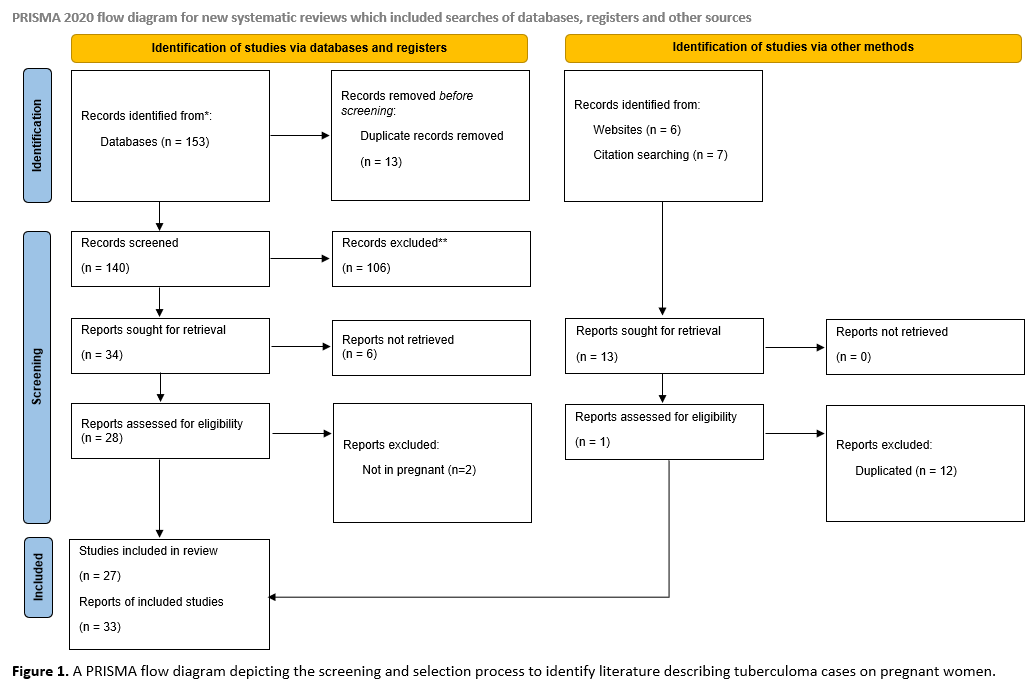 PRISMA 2020 flow diagram for new systematic reviews which included searches of databases, registers and other sources
Identification of studies via databases and registers
Identification of studies via other methods
Identification
Records identified from*:
Databases (n = 153)
Records removed before
screening:
Duplicate records removed
(n = 13)
Records identified from:
Websites (n = 6)
Citation searching (n = 7)
Screening
Records screened
(n = 140)
Records excluded**
(n = 106)
Reports sought for retrieval
(n = 34)
Reports not retrieved
(n = 6)
Reports sought for retrieval
(n = 13)
Reports not retrieved
(n = 0)
Reports assessed for eligibility
(n = 28)
Reports excluded:
Not in pregnant (n=2)
Reports assessed for eligibility
(n = 1)
Reports excluded:
Duplicated (n = 12)
Included
Studies included in review
(n = 27)
Reports of included studies
(n = 33)
Figure 1. A PRISMA flow diagram depicting the screening and selection process to identify literature describing tuberculoma cases on pregnant women.